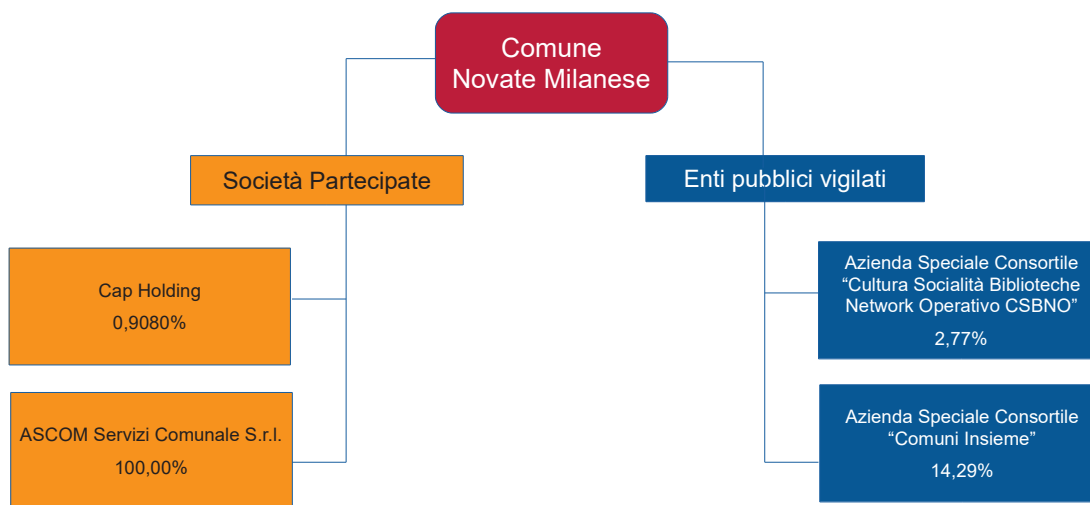 Comune
Novate Milanese
Società Partecipate
Enti pubblici vigilati
Cap Holding
0,9080%
Azienda Speciale Consortile
“Cultura Socialità Biblioteche
Network Operativo CSBNO”
2,77%
ASCOM Servizi Comunale S.r.l.
100,00%
Azienda Speciale Consortile
“Comuni Insieme”
14,29%